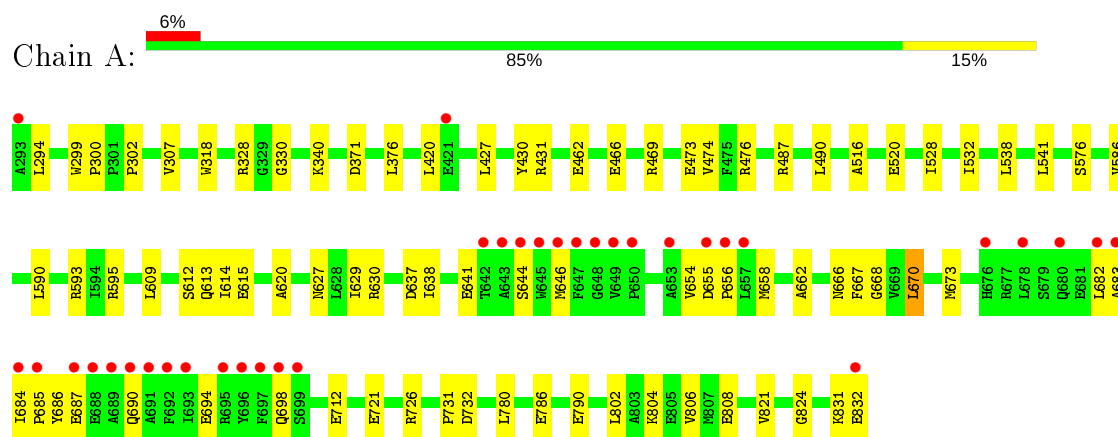 6%
Chain A:
85% 15%
A293 L294 W299 P300 P301 P302 V307 W318 R328 G329 G330 K340 D371 L376 L420 E421 L427 Y430 R431 E462 E466 R469 E473 V474 F475 R476 R487 L490 A516 E520 I528 I532 L538 L541 S576 V586
L590 R593 I594 R595 L609 S612 Q613 I614 E615 A620 N627 L628 I629 R630 D637 I638 E641 T642 A643 S644 W645 M646 F647 G648 V649 P650 A653 V654 D655 P656 L657 M658 A662 N666 F667 G668 V669 L670 M673 H676 R677 L678 S679 Q680 E681 L682 A683
I684 P685 Y686 E687 E688 A689 Q690 A691 F692 I693 E694 R695 Y696 F697 Q698 S699 E712 E721 R726 P731 D732 L780 E786 E790 L802 A803 K804 E805 V806 M807 E808 V821 G824 K831 E832